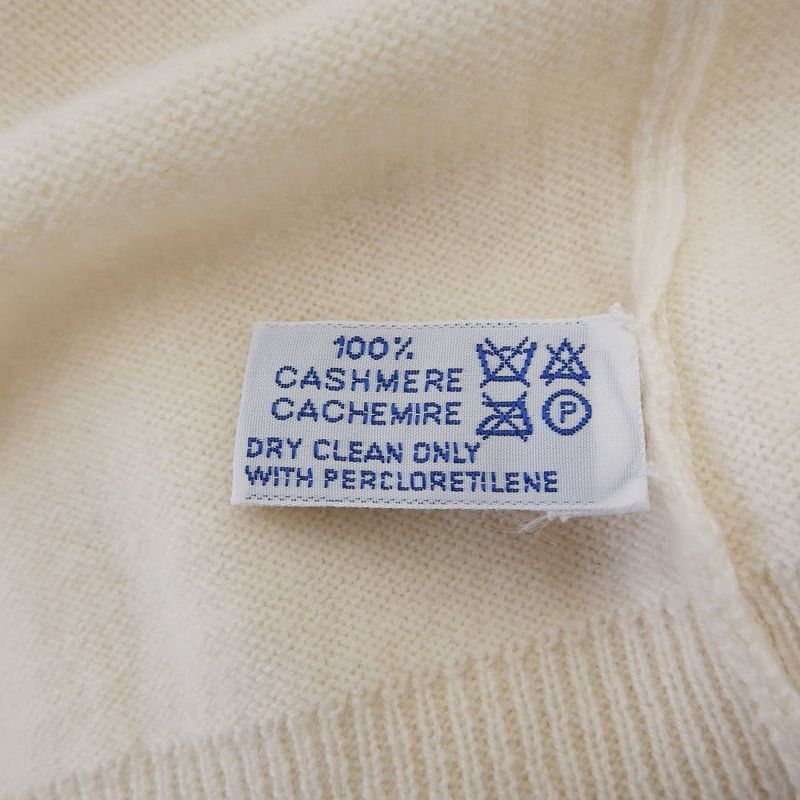 100%
CASHMERE
CACHEMIRE
P
DRY CLEAN ONLY
WITH PERCLORETILENE